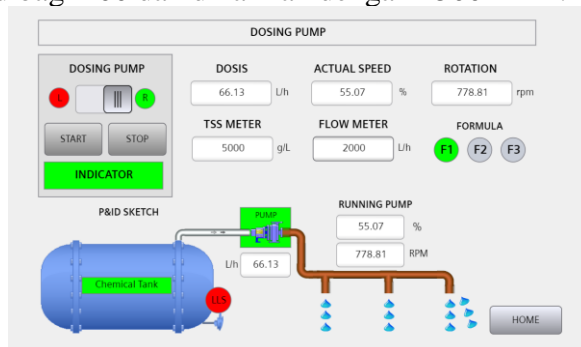 DOSING PUMP
DOSING PUMP
L
R
START
STOP
INDICATOR
DOSIS
66.13 L/h
ACTUAL SPEED
55.07 %
ROTATION
778.81 rpm
TSS METER
5000 g/L
FLOW METER
2000 L/h
FORMULA
F1 F2 F3
P&ID SKETCH
PUMP
L/h 66.13
RUNNING PUMP
55.07 %
778.81 RPM
Chemical Tank
LLS
HOME